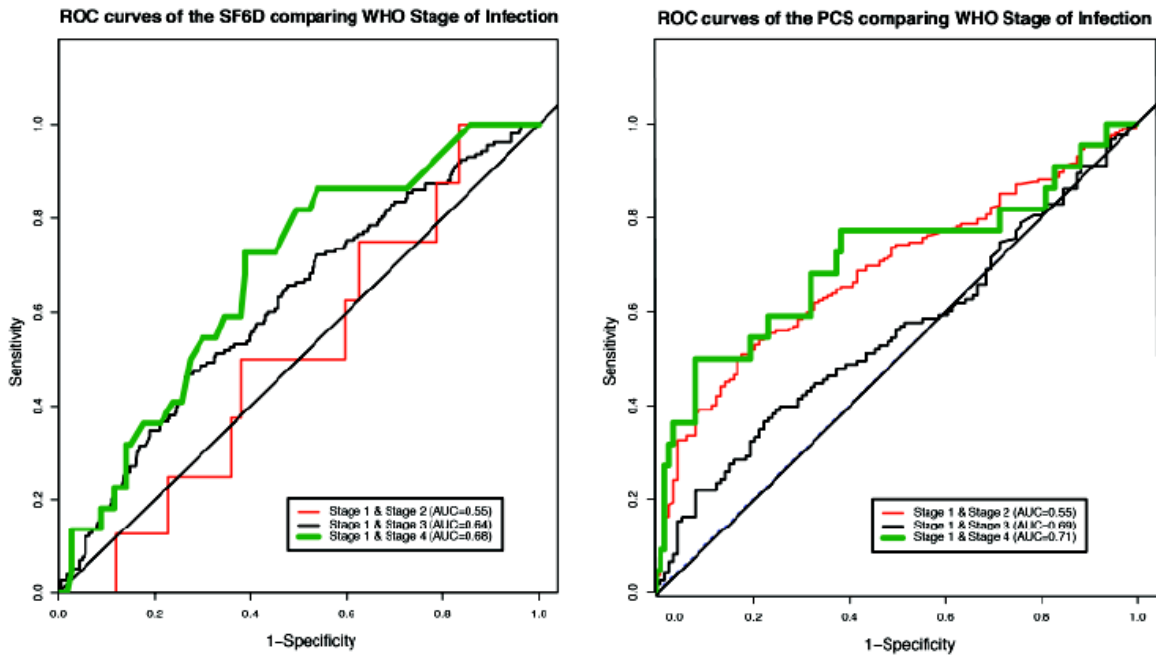 ROC curves of the SF6D comparing WHO Stage of Infection
1.0
0.8
0.6
0.4
0.2
0.0
Sensitivity
Stage 1 & Stage 2 (AUC=0.55)
Stage 1 & Stage 3 (AUC=0.64)
Stage 1 & Stage 4 (AUC=0.68)
0.0 0.2 0.4 0.6 0.8 1.0
1-Specificity
ROC curves of the PCS comparing WHO Stage of Infection
1.0
0.8
0.6
0.4
0.2
0.0
Sensitivity
Stage 1 & Stage 2 (AUC=0.55)
Stage 1 & Stage 3 (AUC=0.69)
Stage 1 & Stage 4 (AUC=0.71)
0.0 0.2 0.4 0.6 0.8 1.0
1-Specificity